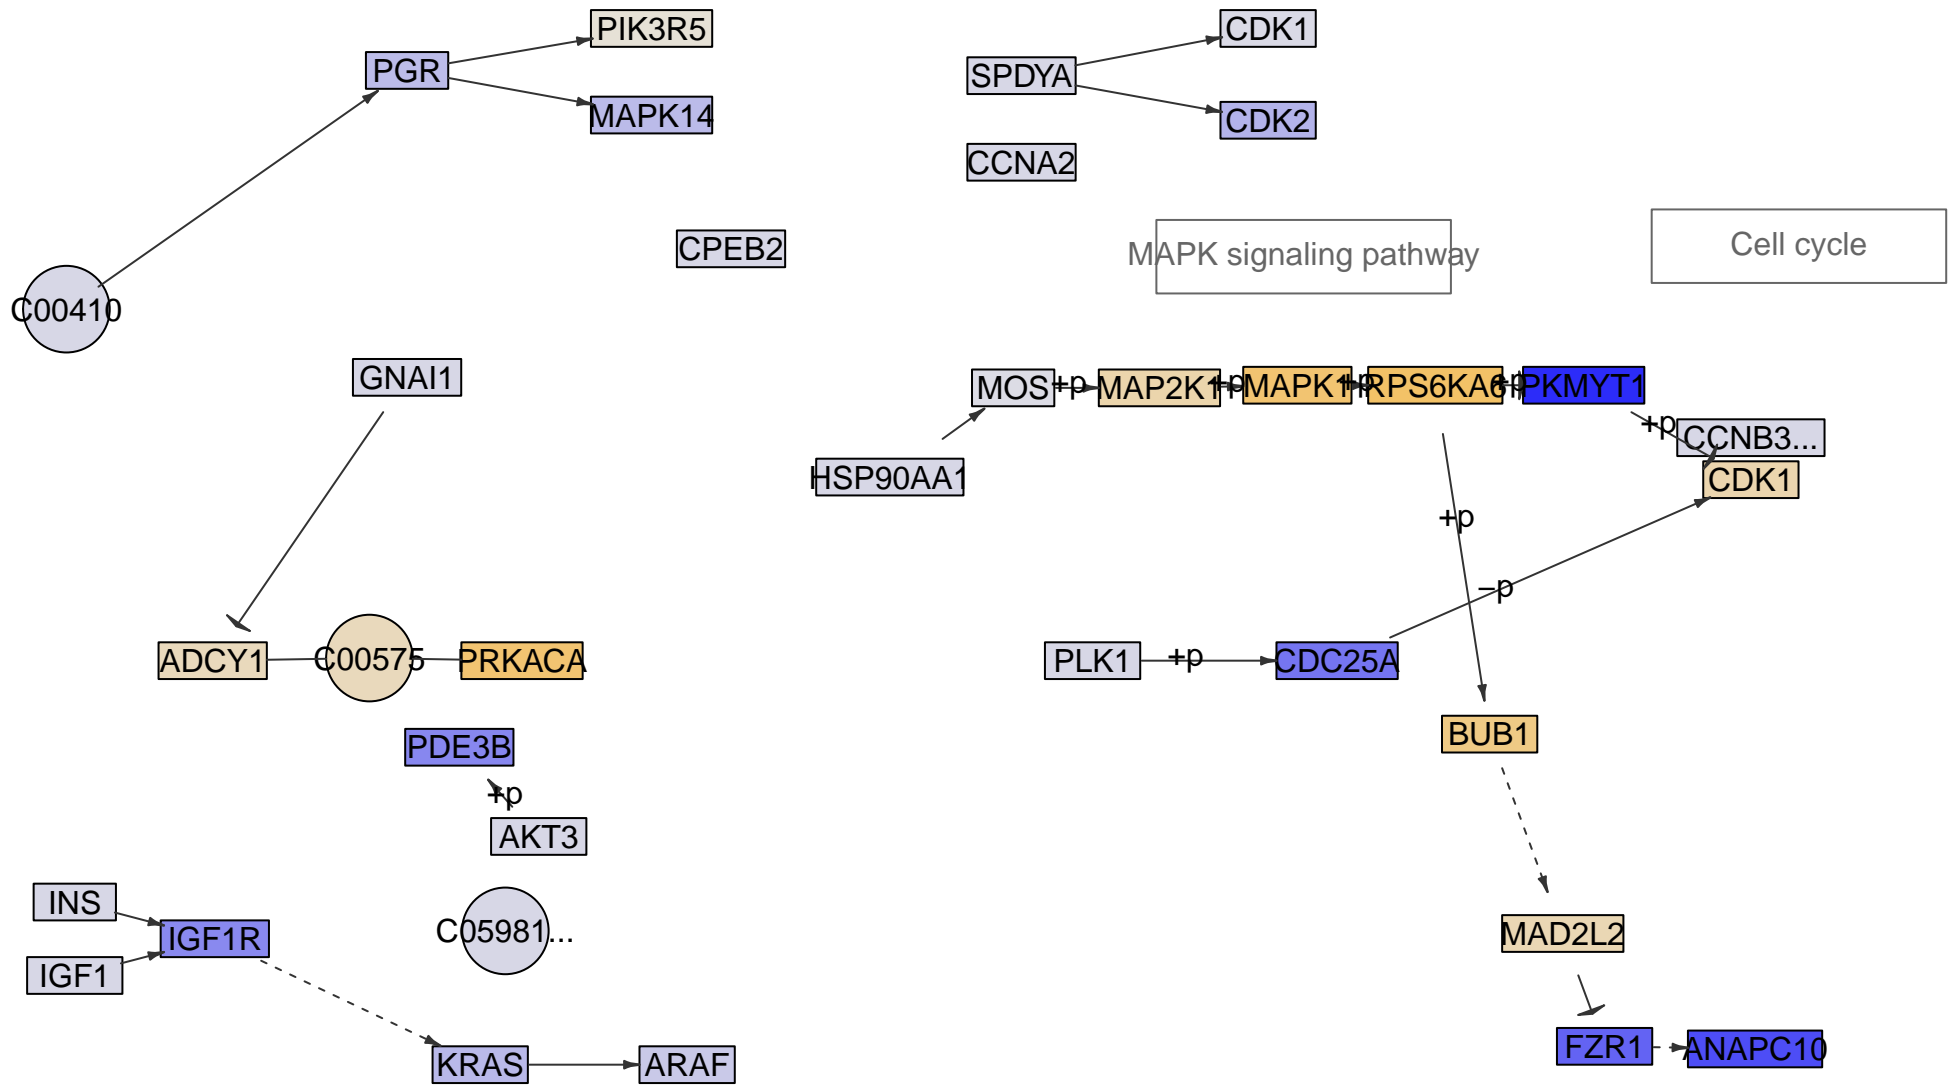 PIK3R5
CDK1
PGR
SPDYA
MAPK14
CDK2
CCNA2
CPEB2
MAPK signaling pathway
Cell cycle
C00410
GNAI1
MOS
+p
MAP2K1
+p
MAPK1
+p
RPS6KA6
+p
PKMYT1
+p
CCNB3...
HSP90AA1
CDK1
+p
–p
ADCY1
C00575
PRKACA
PLK1
+p
CDC25A
PDE3B
BUB1
+p
AKT3
INS
IGF1R
C05981...
MAD2L2
IGF1
KRAS
ARAF
FZR1
ANAPC10